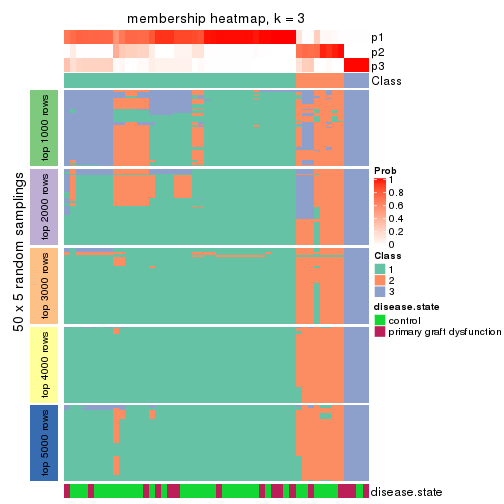 membership heatmap, k = 3
p1
p2
p3
Class
50 x 5 random samplings
top 1000 rows
top 2000 rows
top 3000 rows
top 4000 rows
top 5000 rows
Prob
1
0.8
0.6
0.4
0.2
0
Class
1
2
3
disease.state
control
primary graft dysfunction
disease.state